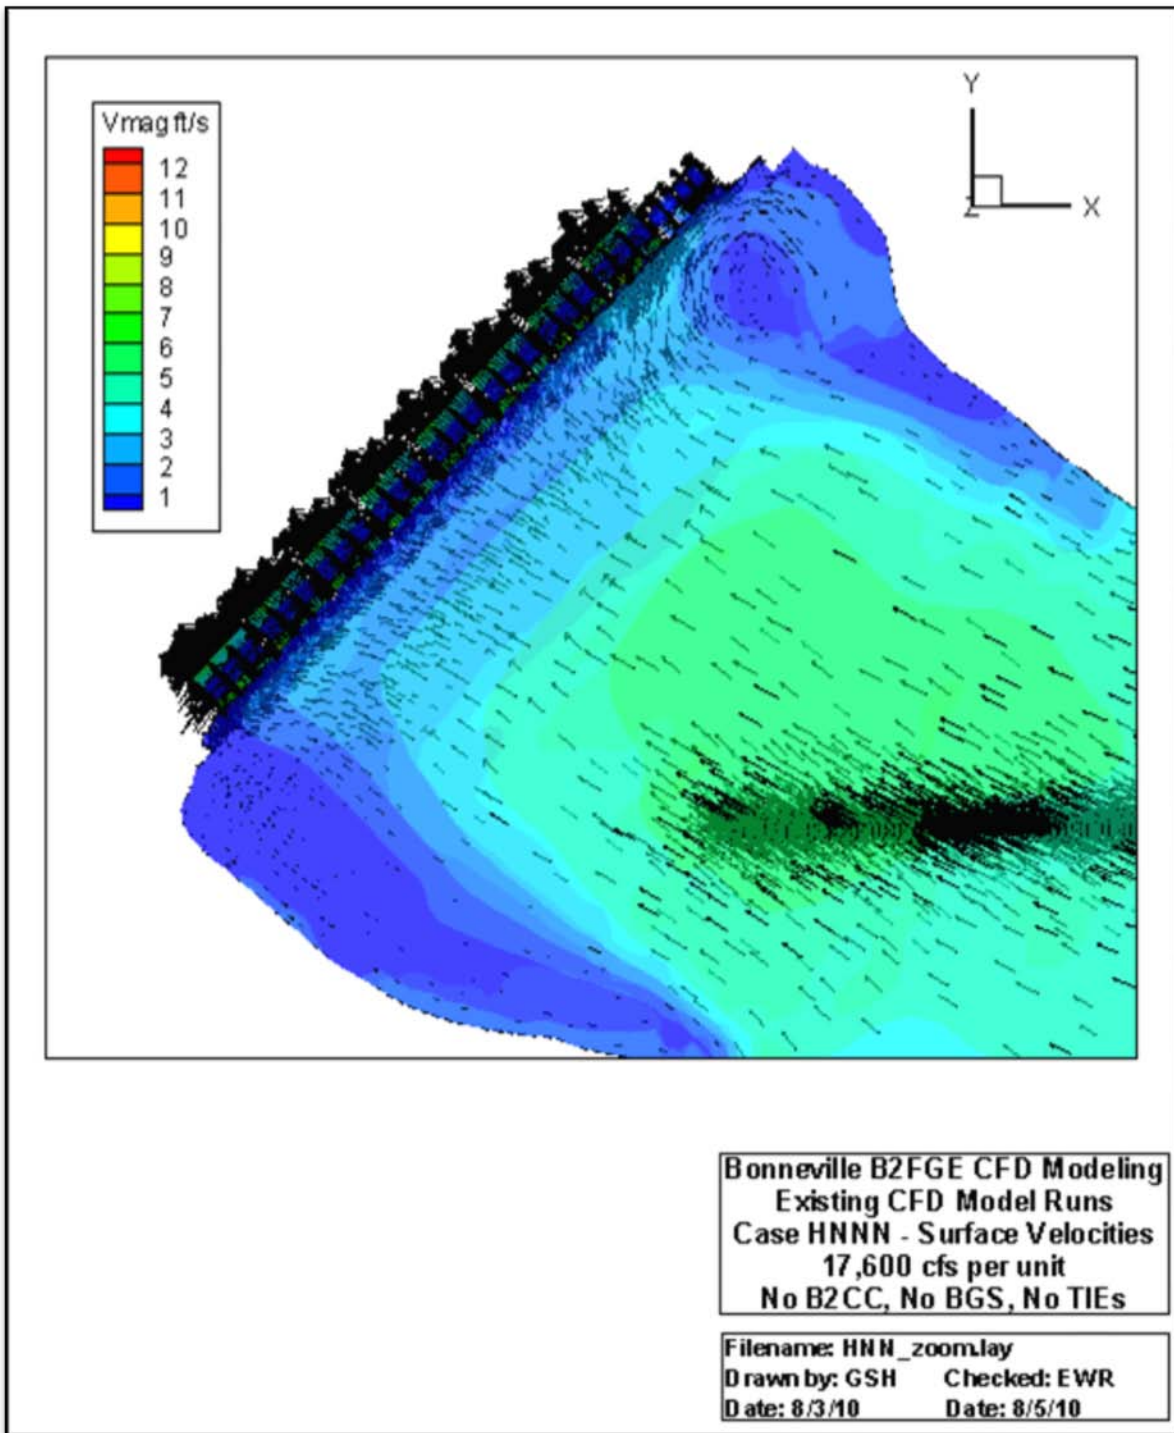 Vmag ft/s
12
11
10
9
8
7
6
5
4
3
2
1
Y
Z
X
Bonneville B2FGE CFD Modeling
Existing CFD Model Runs
Case HNNN - Surface Velocities
17,600 cfs per unit
No B2CC, No BGS, No TIEs
Filename: HNN_zoom.lay
Drawn by: GSH Checked: EWR
Date: 8/3/10 Date: 8/5/10